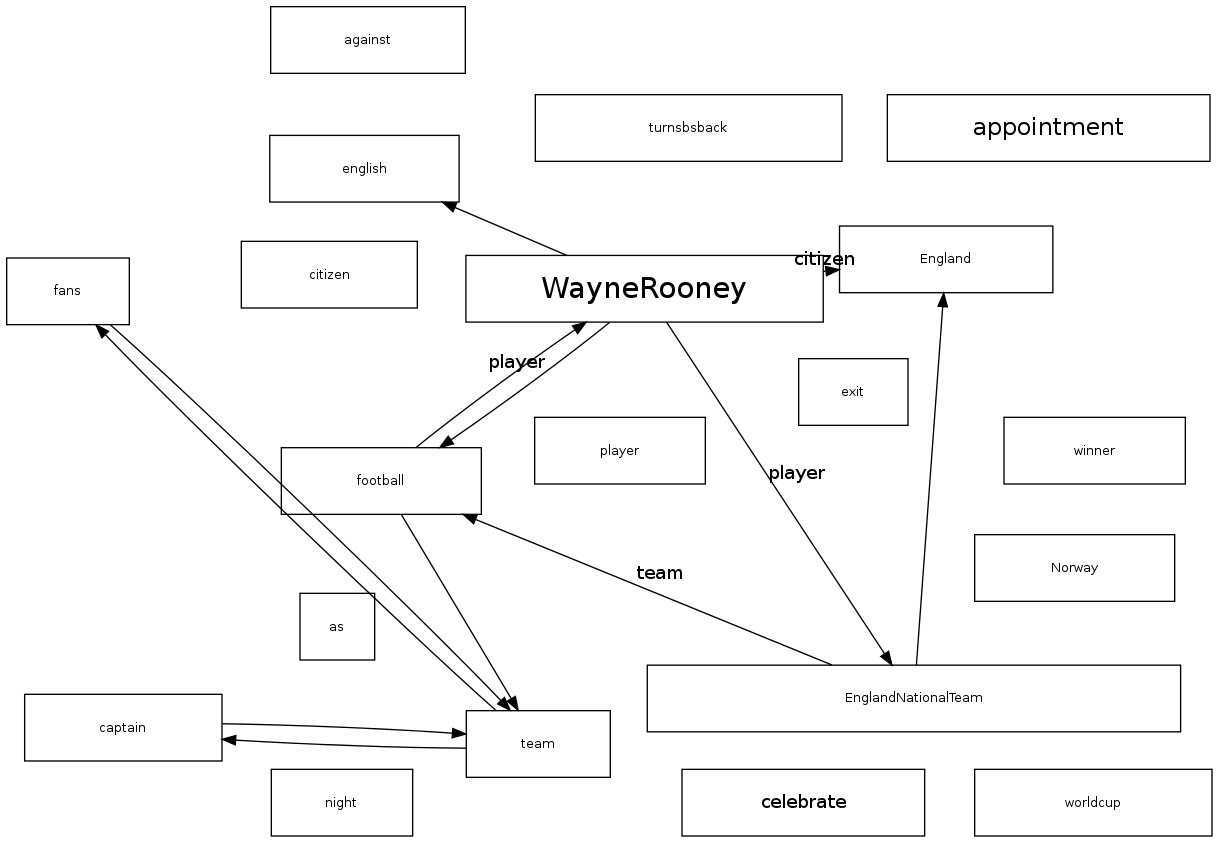 against
turnsbsback
appointment
english
citizen
England
citizen
fans
WayneRooney
player
exit
player
winner
player
football
team
Norway
as
EnglandNationalTeam
captain
team
night
celebrate
worldcup